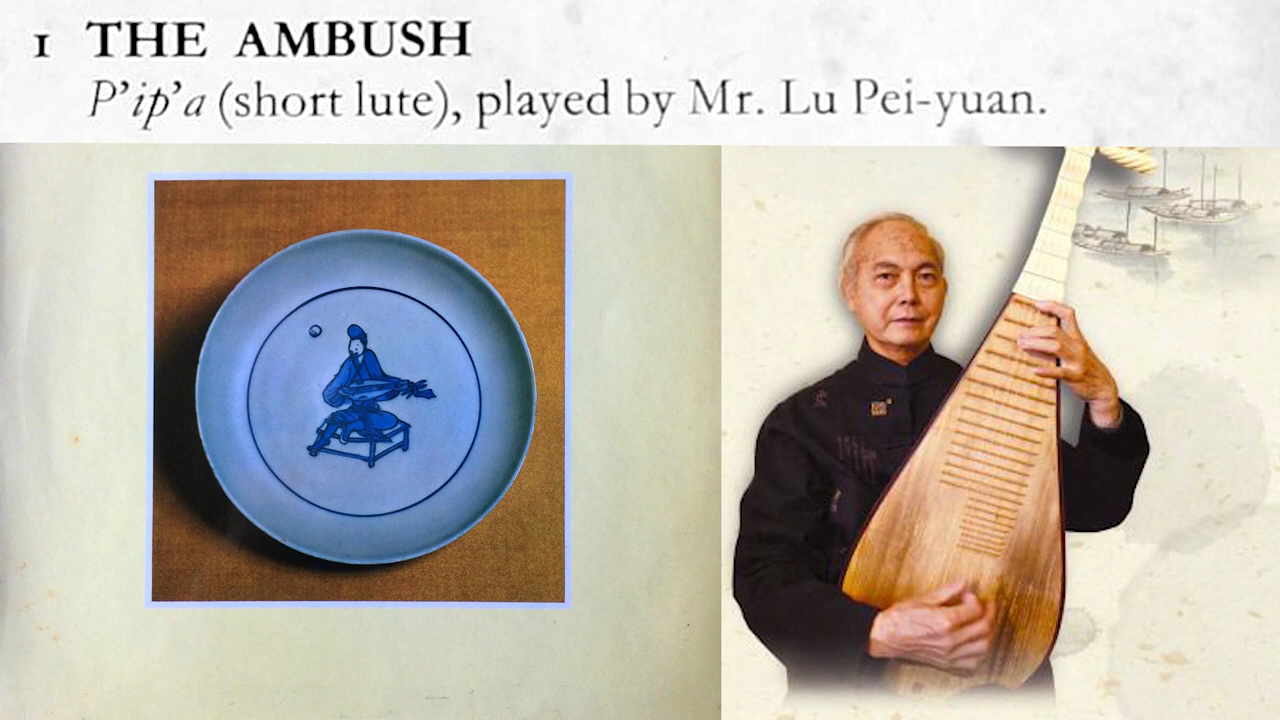 1 THE AMBUSH
P’ip’a (short lute), played by Mr. Lu Pei-yuan.